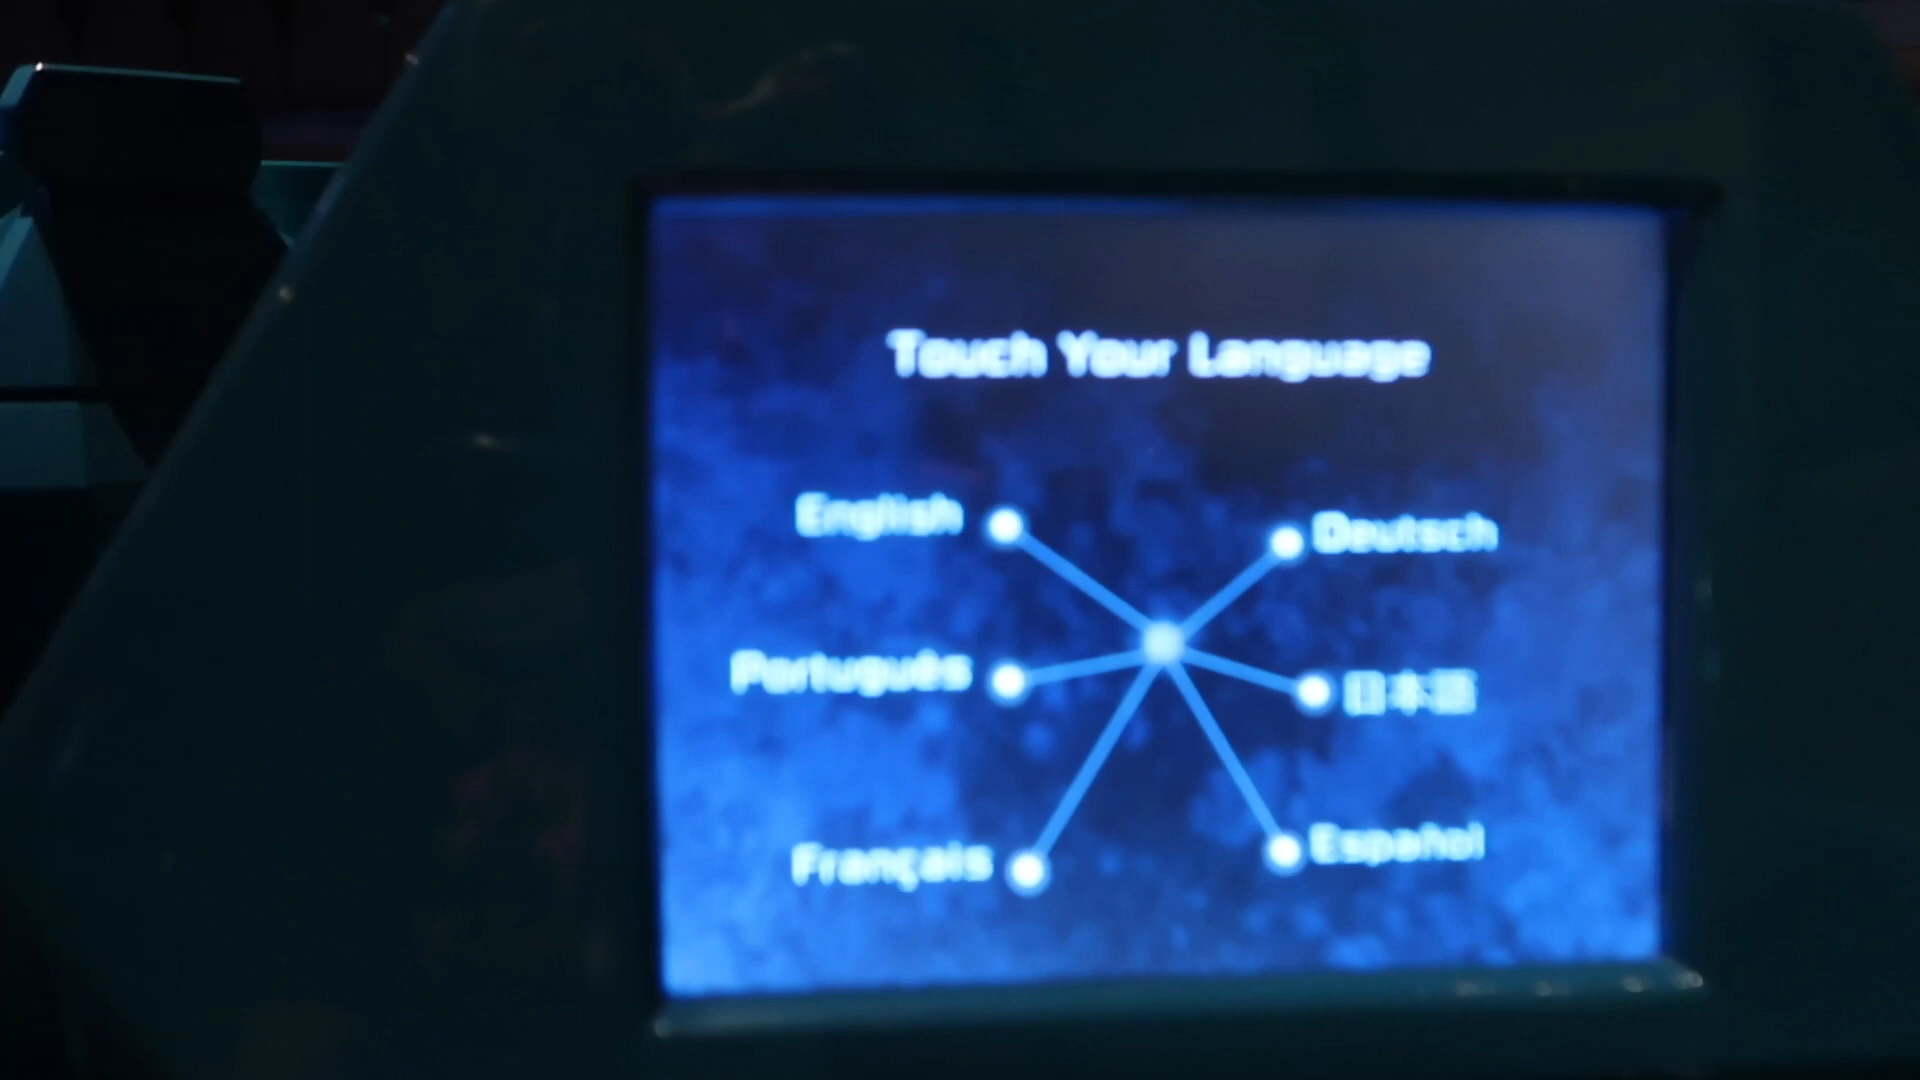 Touch Your Language
English
Deutsch
Português
日本語
Français
Español